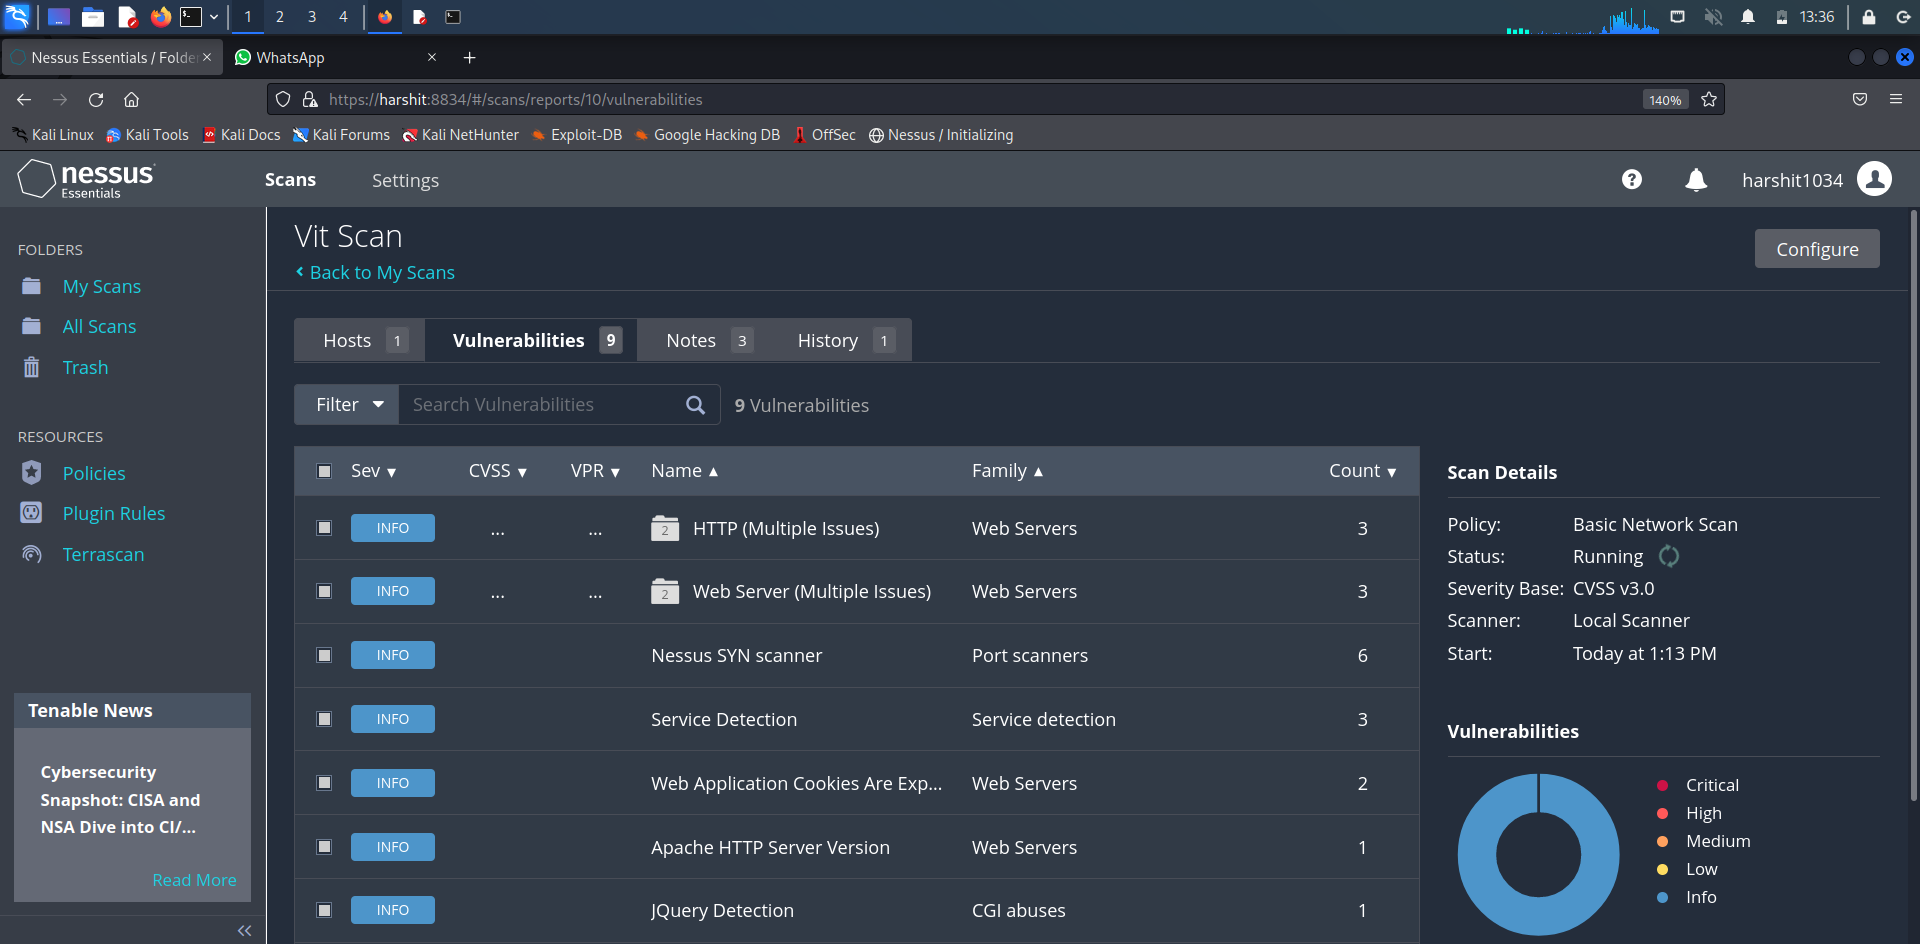 1 2 3 4 13:36
Nessus Essentials / Folde WhatsApp
https://harshit:8834/#/scans/reports/10/vulnerabilities 140%
Kali Linux Kali Tools Kali Docs Kali Forums Kali NetHunter Exploit-DB Google Hacking DB OffSec Nessus / Initializing
nessus
Essentials
Scans Settings harshit1034
FOLDERS
My Scans
All Scans
Trash
RESOURCES
Policies
Plugin Rules
Terrascan
Tenable News
Cybersecurity
Snapshot: CISA and
NSA Dive into CI/...
Read More
Vit Scan
Back to My Scans
Configure
Hosts 1 Vulnerabilities 9 Notes 3 History 1
Filter Search Vulnerabilities 9 Vulnerabilities
Sev CVSS VPR Name Family Count
INFO ... ... 2 HTTP (Multiple Issues) Web Servers 3
INFO ... ... 2 Web Server (Multiple Issues) Web Servers 3
INFO Nessus SYN scanner Port scanners 6
INFO Service Detection Service detection 3
INFO Web Application Cookies Are Exp... Web Servers 2
INFO Apache HTTP Server Version Web Servers 1
INFO JQuery Detection CGI abuses 1
Scan Details
Policy: Basic Network Scan
Status: Running
Severity Base: CVSS v3.0
Scanner: Local Scanner
Start: Today at 1:13 PM
Vulnerabilities
Critical
High
Medium
Low
Info